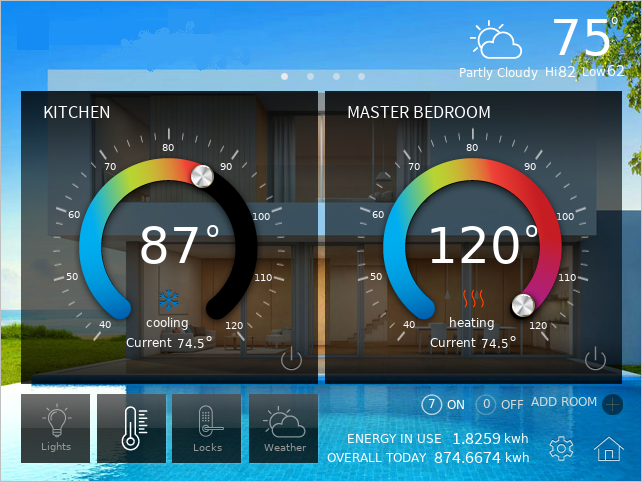 75°
Partly Cloudy Hi82, Low62
KITCHEN
80
70 90
60 100
50 110
40 120
87°
cooling
Current 74.5°
MASTER BEDROOM
80
70 90
60 100
50 110
40 120
120°
heating
Current 74.5°
7 ON 0 OFF ADD ROOM
Lights
Locks
Weather
ENERGY IN USE 1.8259 kwh
OVERALL TODAY 874.6674 kwh